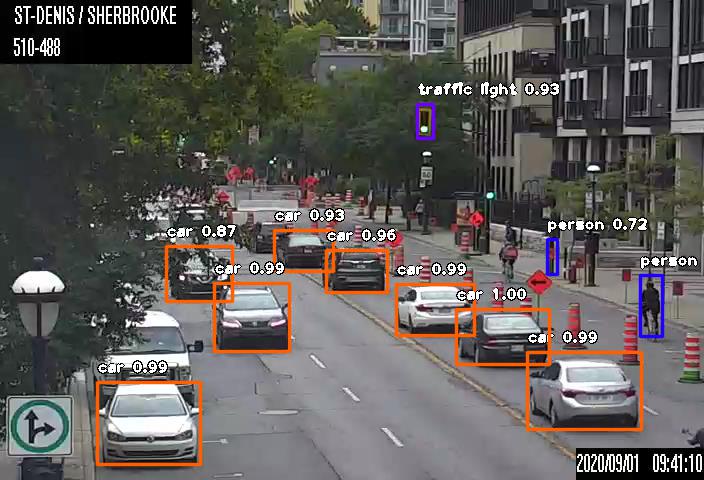 ST-DENIS / SHERBROOKE
510-488
traffic light 0.93
car 0.93
person 0.72
car 0.87
car 0.96
person
car 0.99
car 0.99
car 1.00
car 0.99
car 0.99
2020/09/01 09:41:10